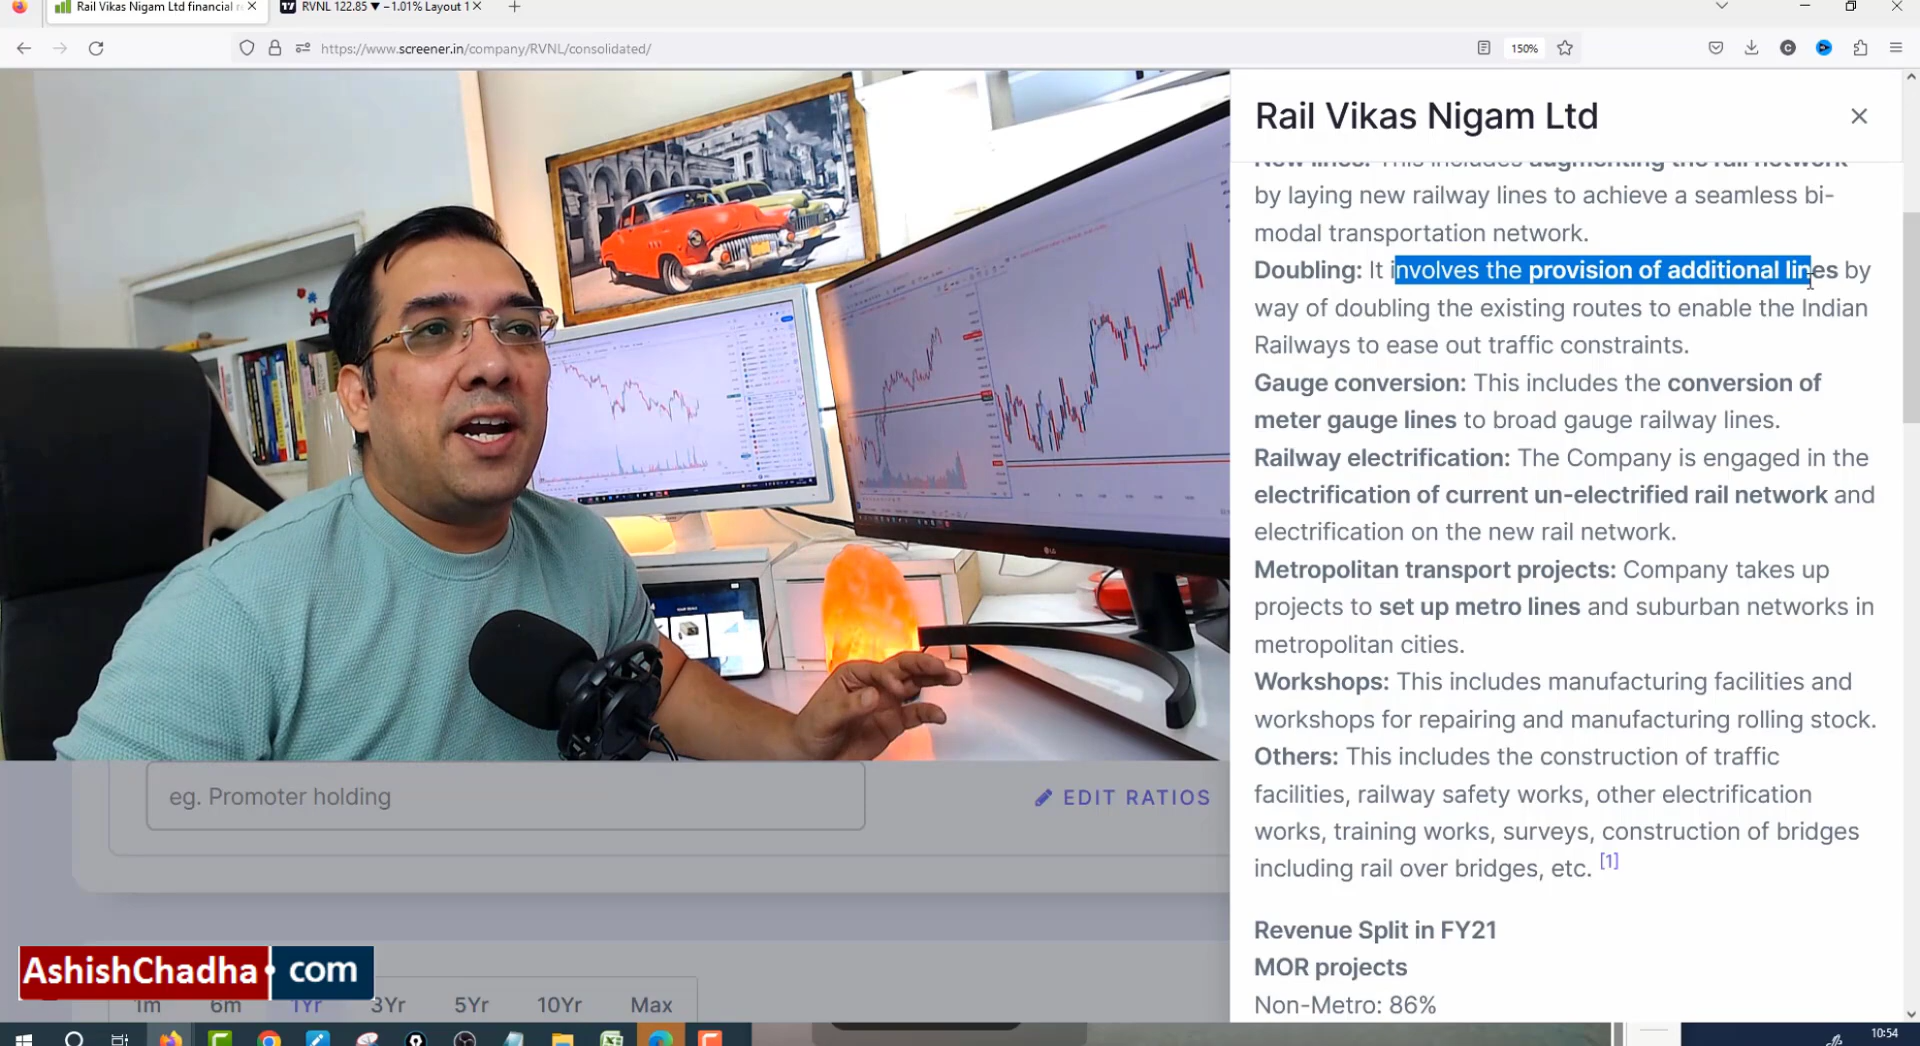 Rail Vikas Nigam Ltd financial
RVNL 122.85 ▼ −1.01% Layout 1
https://www.screener.in/company/RVNL/consolidated/
150%
Rail Vikas Nigam Ltd
New lines: This includes augmenting the rail network
by laying new railway lines to achieve a seamless bi-
modal transportation network.
Doubling: It involves the provision of additional lines by
way of doubling the existing routes to enable the Indian
Railways to ease out traffic constraints.
Gauge conversion: This includes the conversion of
meter gauge lines to broad gauge railway lines.
Railway electrification: The Company is engaged in the
electrification of current un-electrified rail network and
electrification on the new rail network.
Metropolitan transport projects: Company takes up
projects to set up metro lines and suburban networks in
metropolitan cities.
Workshops: This includes manufacturing facilities and
workshops for repairing and manufacturing rolling stock.
Others: This includes the construction of traffic
facilities, railway safety works, other electrification
works, training works, surveys, construction of bridges
including rail over bridges, etc. [1]
Revenue Split in FY21
MOR projects
Non-Metro: 86%
eg. Promoter holding
EDIT RATIOS
AshishChadha.com
1m 6m 1Yr 3Yr 5Yr 10Yr Max
LG
10:54